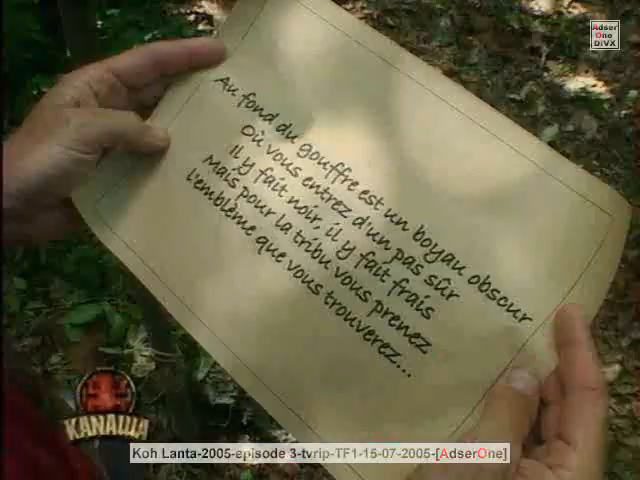 Adser
One
DiVX
Au fond du gouffre est un boyau obscur
Où vous entrez d'un pas sûr
Il y fait noir, il y fait frais
Mais pour la tribu vous prenez
l'emblème que vous trouverez...
KANAWA
Koh Lanta-2005-episode 3-tvrip-TF1-15-07-2005-[AdserOne]